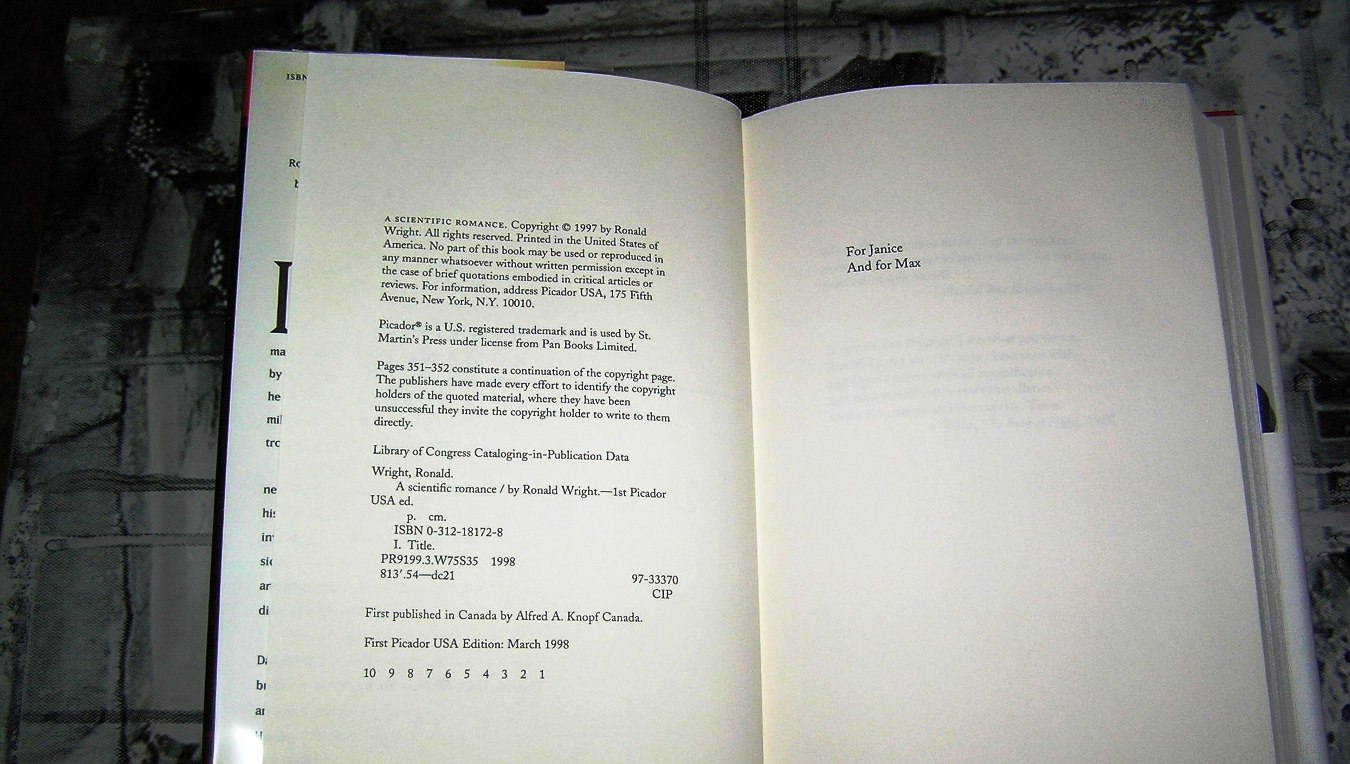 ISBN
A SCIENTIFIC ROMANCE. Copyright © 1997 by Ronald
Wright. All rights reserved. Printed in the United States of
America. No part of this book may be used or reproduced in
any manner whatsoever without written permission except in
the case of brief quotations embodied in critical articles or
reviews. For information, address Picador USA, 175 Fifth
Avenue, New York, N.Y. 10010.
Picador® is a U.S. registered trademark and is used by St.
Martin's Press under license from Pan Books Limited.
Pages 351–352 constitute a continuation of the copyright page.
The publishers have made every effort to identify the copyright
holders of the quoted material, where they have been
unsuccessful they invite the copyright holder to write to them
directly.
Library of Congress Cataloging-in-Publication Data
Wright, Ronald.
A scientific romance / by Ronald Wright.—1st Picador
USA ed.
p. cm.
ISBN 0-312-18172-8
I. Title.
PR9199.3.W75S35 1998
813'.54—dc21
97-33370
CIP
First published in Canada by Alfred A. Knopf Canada.
First Picador USA Edition: March 1998
10 9 8 7 6 5 4 3 2 1
For Janice
And for Max